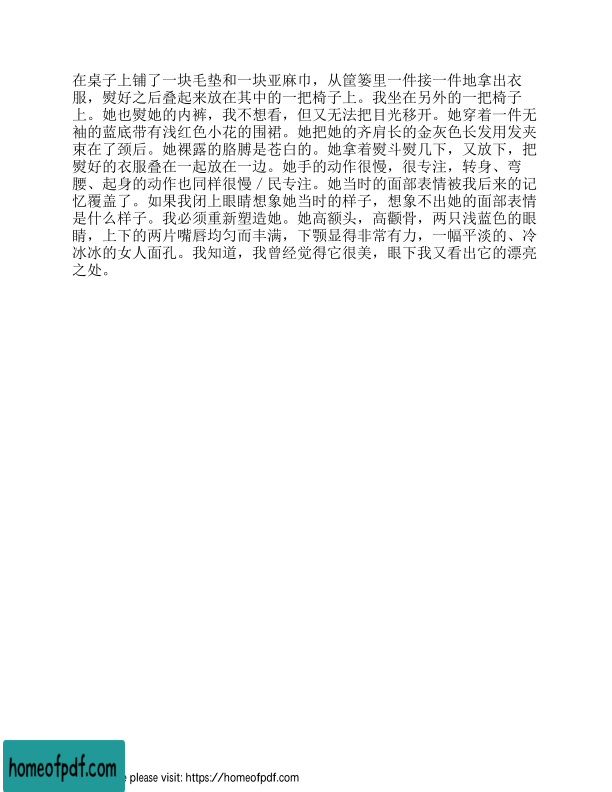 在桌子上铺了一块毛垫和一块亚麻巾，从筐篓里一件接一件地拿出衣
服，熨好之后叠起来放在其中的一把椅子上。我坐在另外的一把椅子
上。她也熨她的内裤，我不想看，但又无法把目光移开。她穿着一件无
袖的蓝底带有浅红色小花的围裙。她把她的齐肩长的金灰色长发用发夹
束在了颈后。她裸露的胳膊是苍白的。她拿着熨斗熨几下，又放下，把
熨好的衣服叠在一起放在一边。她手的动作很慢，很专注，转身、弯
腰、起身的动作也同样很慢／民专注。她当时的面部表情被我后来的记
忆覆盖了。如果我闭上眼睛想象她当时的样子，想象不出她的面部表情
是什么样子。我必须重新塑造她。她高额头，高颧骨，两只浅蓝色的眼
睛，上下的两片嘴唇均匀而丰满，下颚显得非常有力，一幅平淡的、冷
冰冰的女人面孔。我知道，我曾经觉得它很美，眼下我又看出它的漂亮
之处。
homeofpdf.com
please visit: https://homeofpdf.com